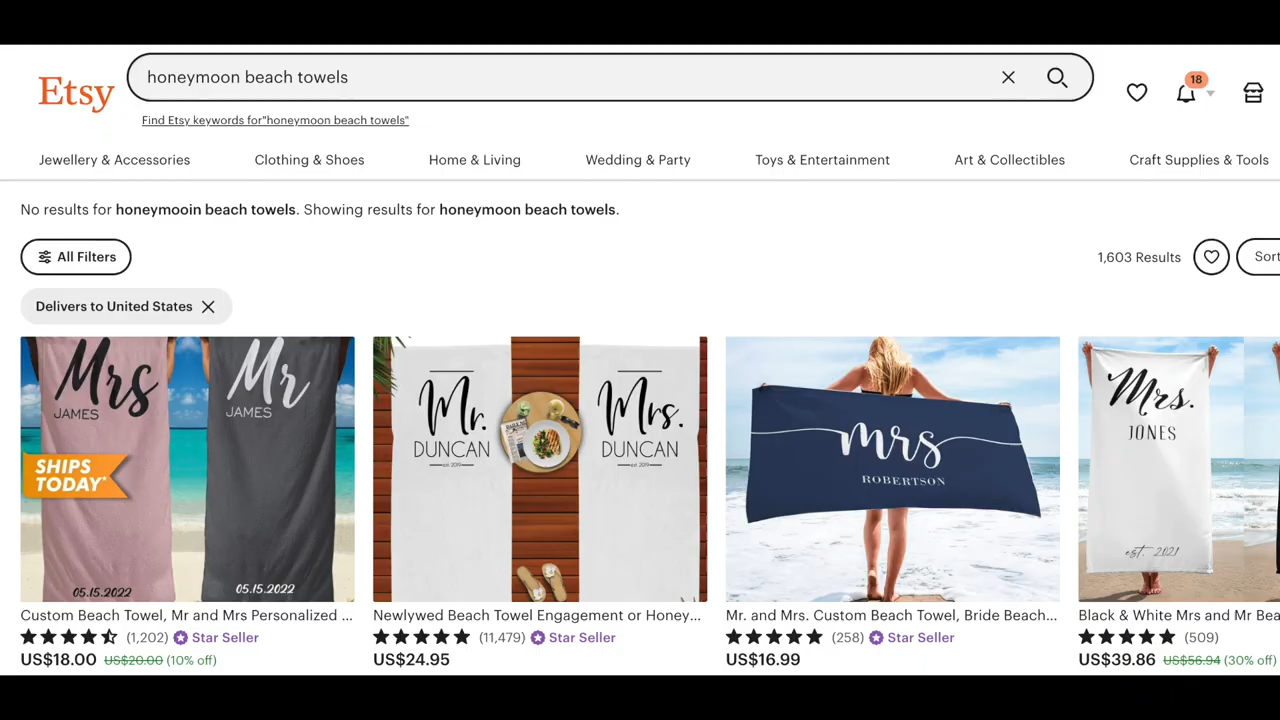 honeymoon beach towels
Etsy
18
Find Etsy keywords for"honeymoon beach towels"
Jewellery & Accessories Clothing & Shoes Home & Living Wedding & Party Toys & Entertainment Art & Collectibles Craft Supplies & Tools
No results for honeymooin beach towels. Showing results for honeymoon beach towels.
All Filters
1,603 Results
Sort
Delivers to United States
Mrs
JAMES
Mr
JAMES
SHIPS
TODAY*
05.15.2022
05.15.2022
Mr.
DUNCAN
est 2019
Mrs.
DUNCAN
est 2019
mrs
ROBERTSON
Mrs.
JONES
est. 2021
Custom Beach Towel, Mr and Mrs Personalized ...
(1,202) Star Seller
US$18.00 US$20.00 (10% off)
Newlywed Beach Towel Engagement or Honey...
(11,479) Star Seller
US$24.95
Mr. and Mrs. Custom Beach Towel, Bride Beach...
(258) Star Seller
US$16.99
Black & White Mrs and Mr Bea
(509)
US$39.86 US$56.94 (30% off)